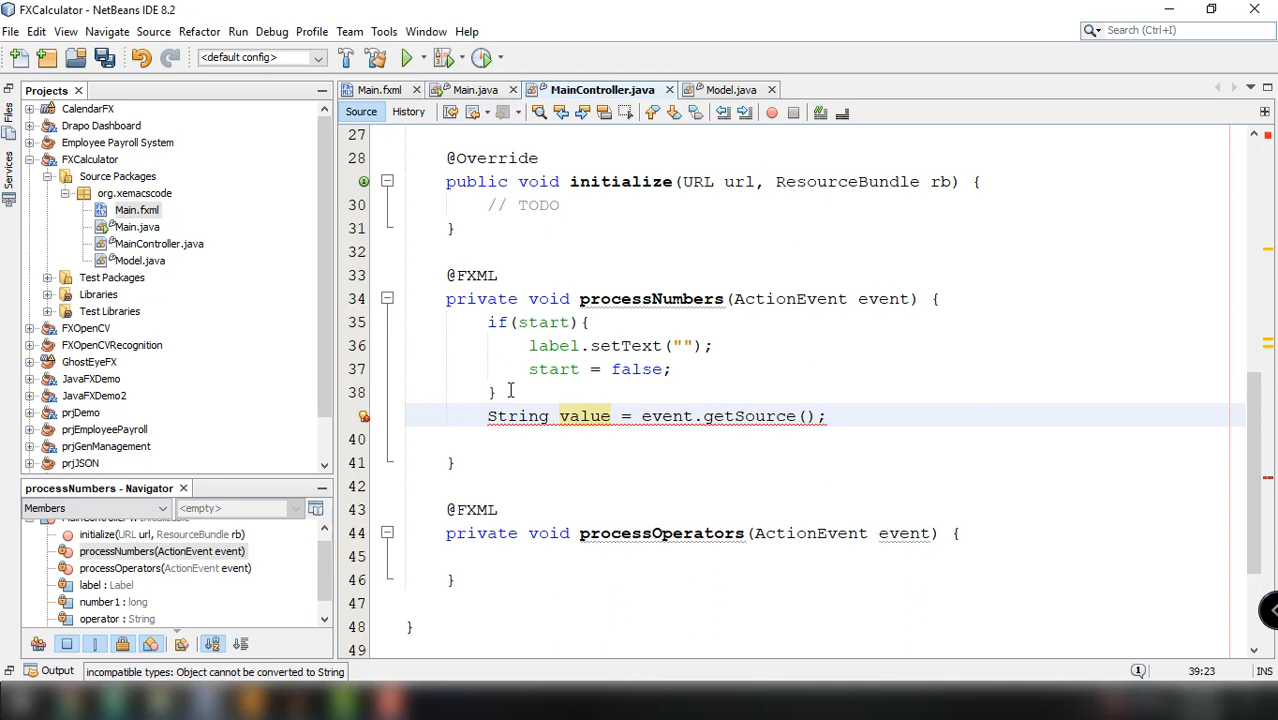 FXCalculator - NetBeans IDE 8.2
File Edit View Navigate Source Refactor Run Debug Profile Team Tools Window Help
Search (Ctrl+I)
<default config>
Projects
Files
Services
CalendarFX
Drapo Dashboard
Employee Payroll System
FXCalculator
Source Packages
org.xemacscode
Main.fxml
Main.java
MainController.java
Model.java
Test Packages
Libraries
Test Libraries
FXOpenCV
FXOpenCVRecognition
GhostEyeFX
JavaFXDemo
JavaFXDemo2
prjDemo
prjEmployeePayroll
prjGenManagement
prjJSON
processNumbers - Navigator
Members
<empty>
initialize(URL url, ResourceBundle rb)
processNumbers(ActionEvent event)
processOperators(ActionEvent event)
label : Label
number1 : long
operator : String
Main.fxml Main.java MainController.java Model.java
Source History
27
28 @Override
public void initialize(URL url, ResourceBundle rb) {
30 // TODO
31 }
32
33 @FXML
34 private void processNumbers(ActionEvent event) {
35 if(start){
36 label.setText("");
37 start = false;
38 }
String value = event.getSource();
40
41 }
42
43 @FXML
44 private void processOperators(ActionEvent event) {
45
46 }
47
48 }
49
Output incompatible types: Object cannot be converted to String
1
39:23 INS